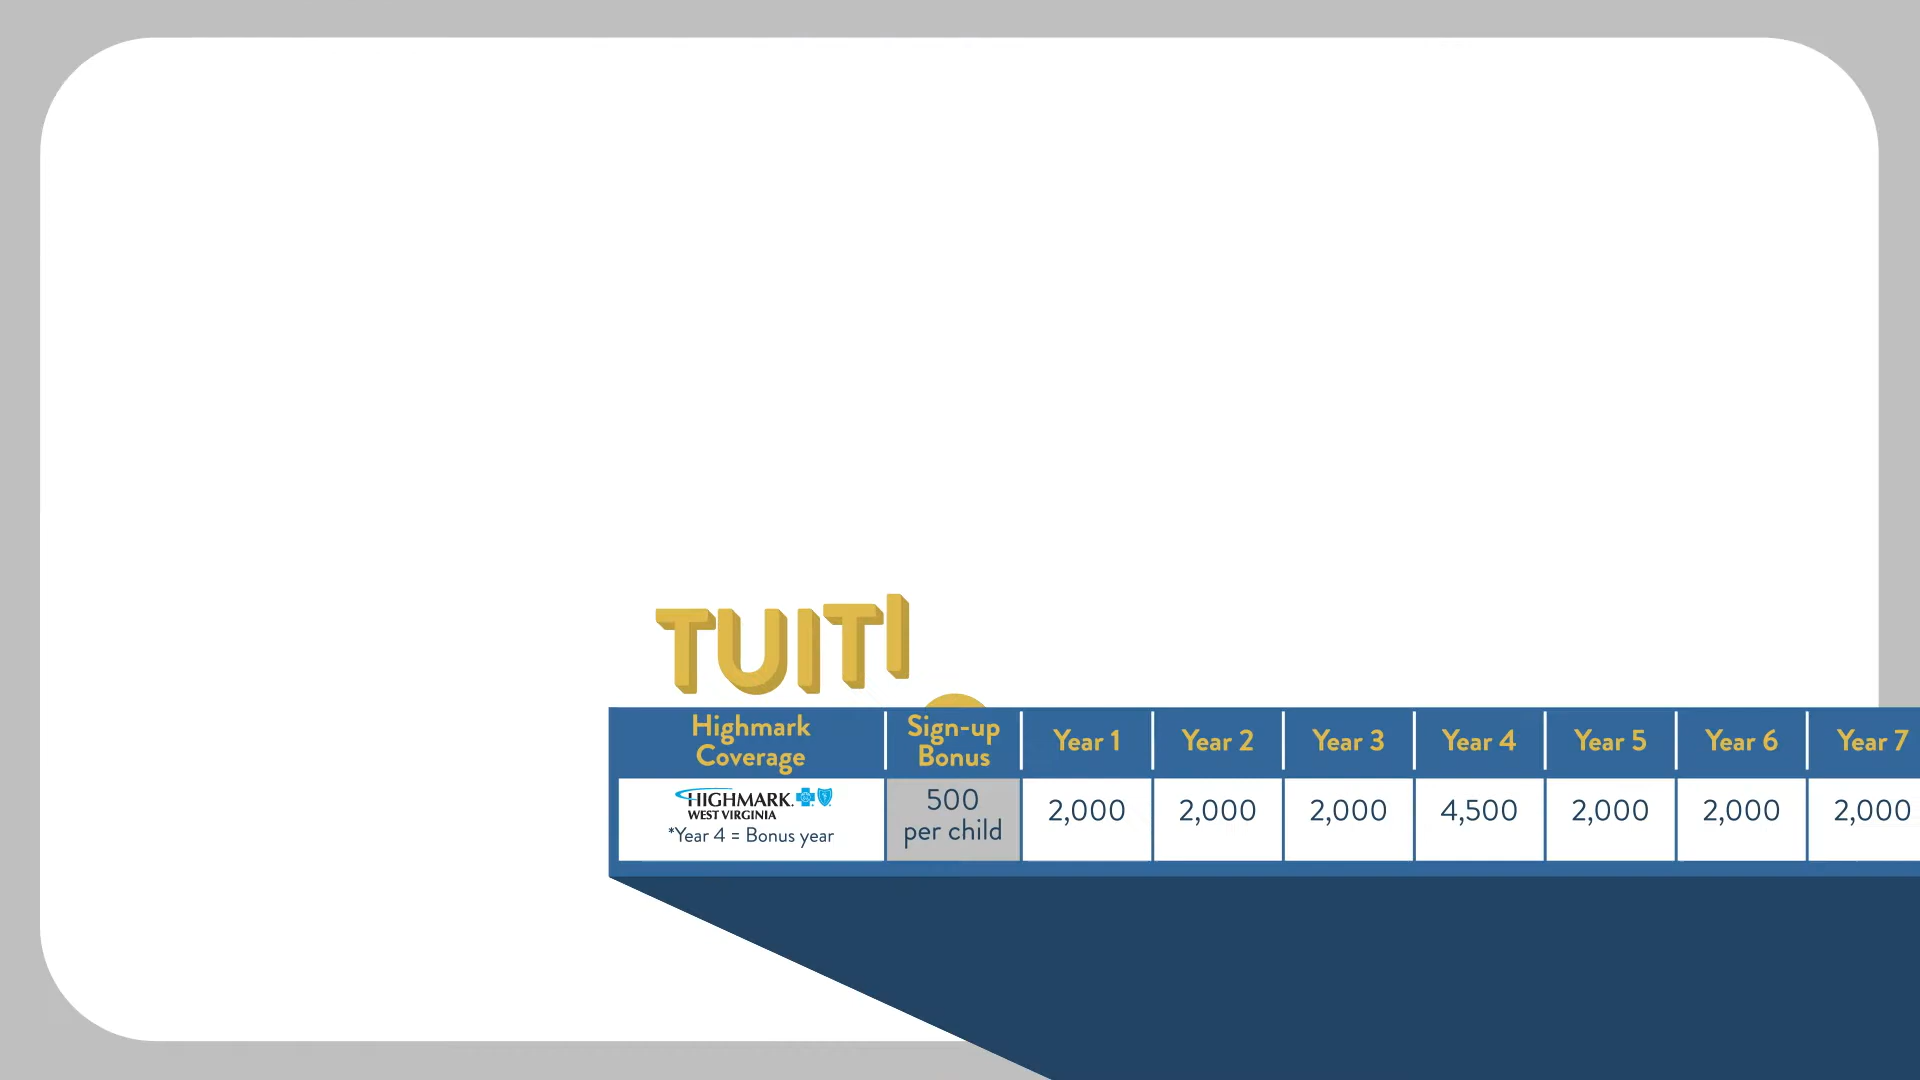 TUITI
Highmark
Coverage
Sign-up
Bonus
Year 1
Year 2
Year 3
Year 4
Year 5
Year 6
Year 7
HIGHMARK.
WEST VIRGINIA
*Year 4 = Bonus year
500
per child
2,000
2,000
2,000
4,500
2,000
2,000
2,000